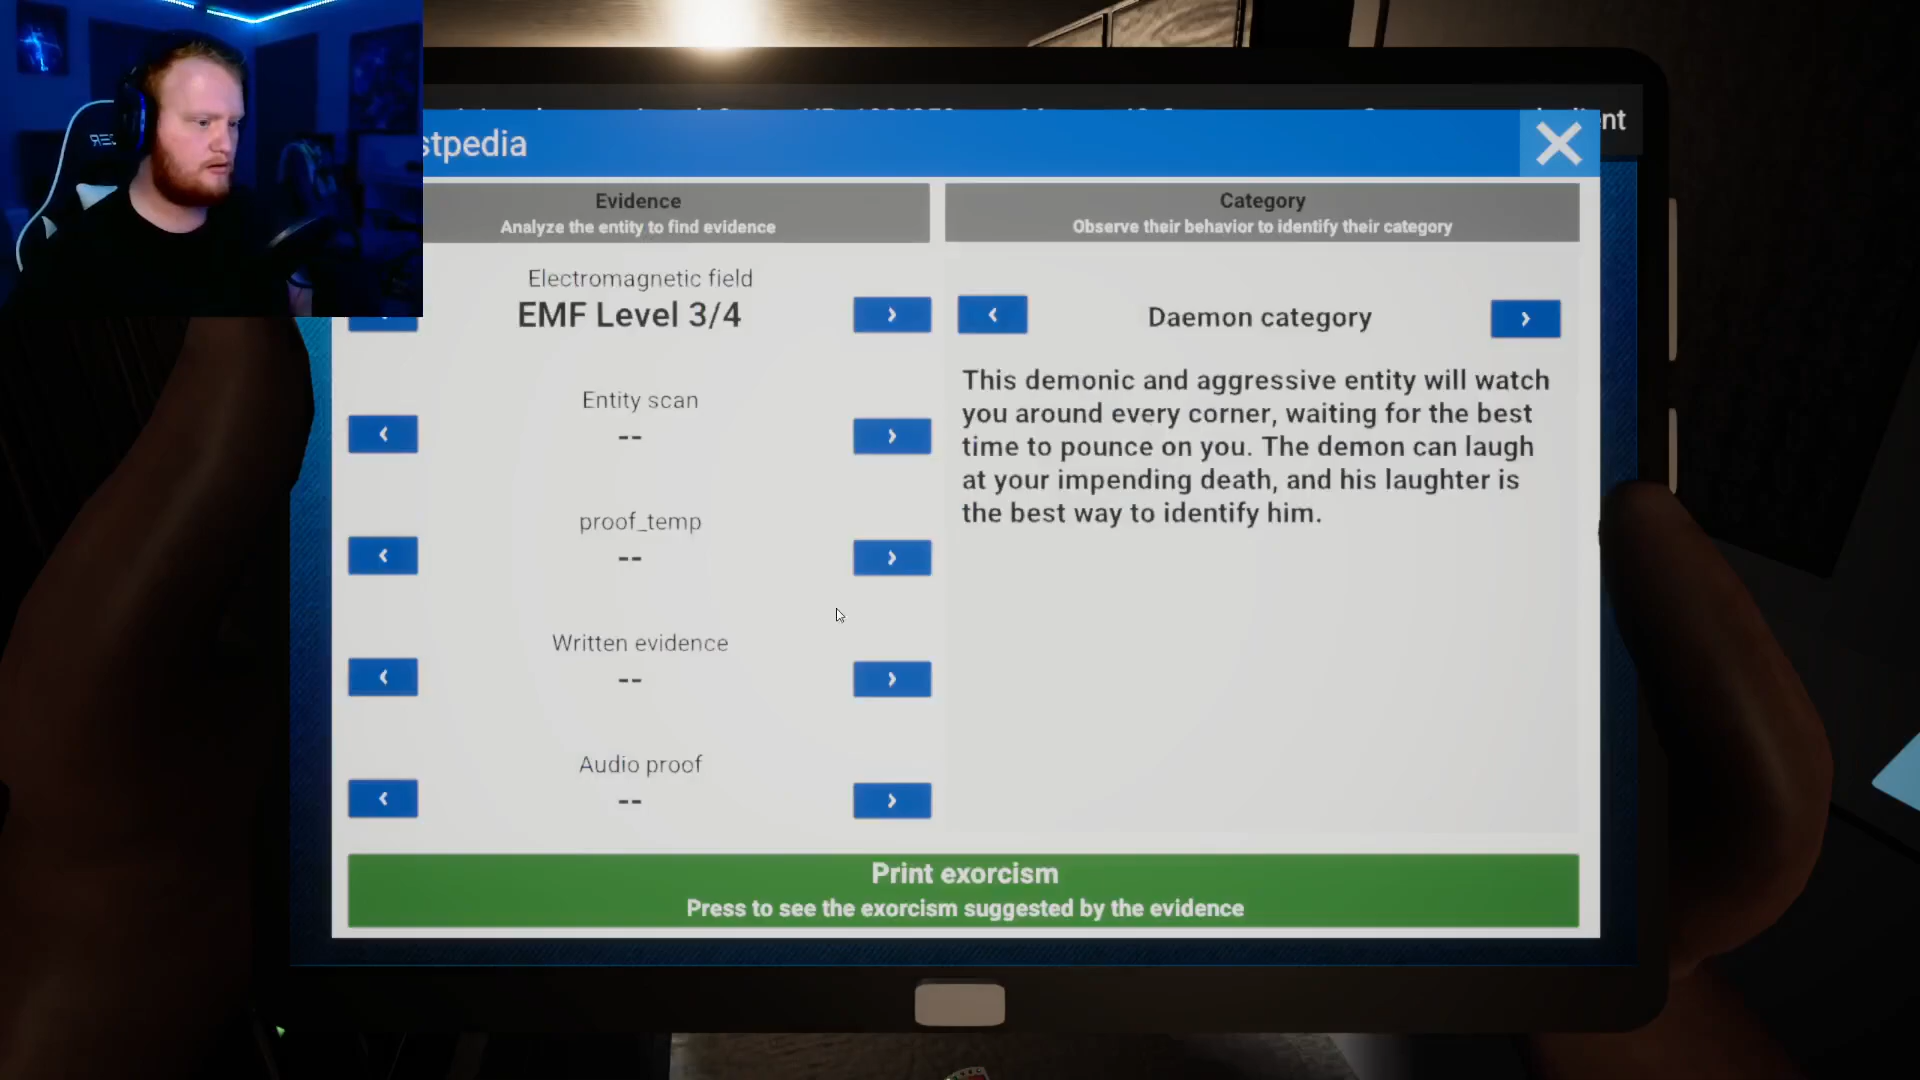 nt
stpedia
Evidence
Analyze the entity to find evidence
Category
Observe their behavior to identify their category
Electromagnetic field
EMF Level 3/4
Daemon category
This demonic and aggressive entity will watch
you around every corner, waiting for the best
time to pounce on you. The demon can laugh
at your impending death, and his laughter is
the best way to identify him.
Entity scan
--
proof_temp
--
Written evidence
--
Audio proof
--
Print exorcism
Press to see the exorcism suggested by the evidence